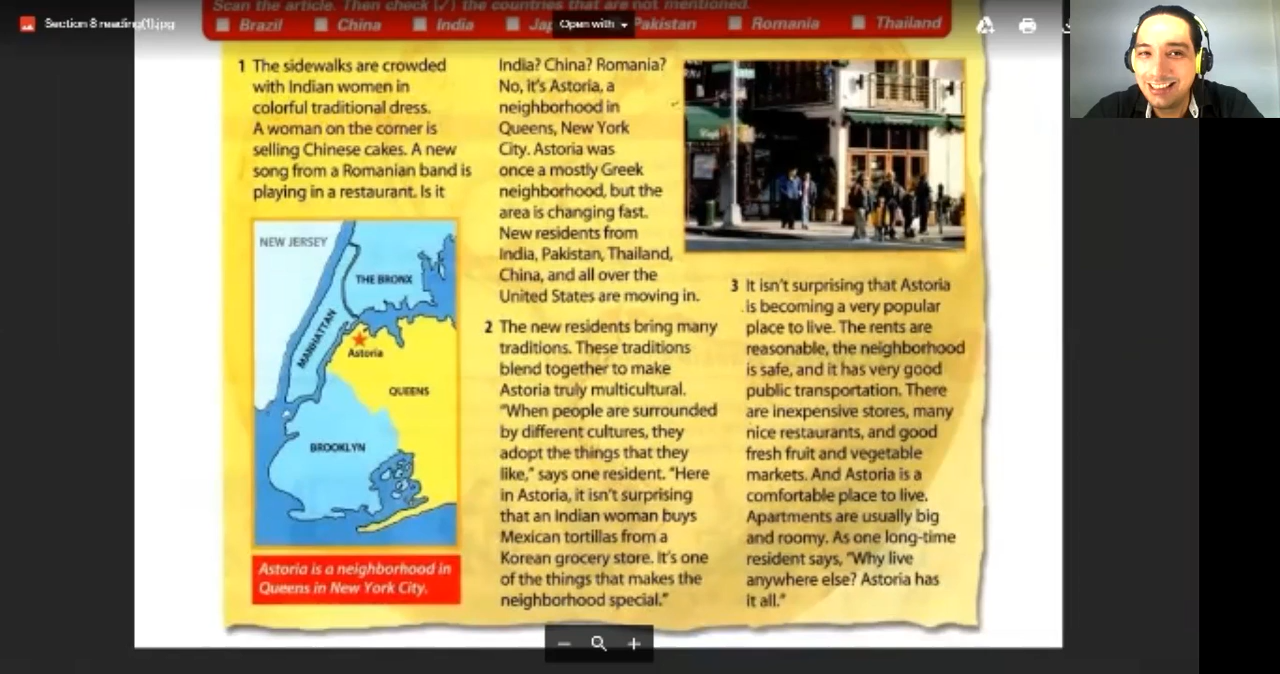 Scan the article. Then check (✓) the countries that are not mentioned.
Section 8 reading(1).jpg
Open with
Brazil
China
India
Pakistan
Romania
Thailand
1 The sidewalks are crowded
with Indian women in
colorful traditional dress.
A woman on the corner is
selling Chinese cakes. A new
song from a Romanian band is
playing in a restaurant. Is it
NEW JERSEY
THE BRONX
MANHATTAN
Astoria
QUEENS
BROOKLYN
Astoria is a neighborhood in
Queens in New York City.
India? China? Romania?
No, it's Astoria, a
neighborhood in
Queens, New York
City. Astoria was
once a mostly Greek
neighborhood, but the
area is changing fast.
New residents from
India, Pakistan, Thailand,
China, and all over the
United States are moving in.
2 The new residents bring many
traditions. These traditions
blend together to make
Astoria truly multicultural.
"When people are surrounded
by different cultures, they
adopt the things that they
like," says one resident. "Here
in Astoria, it isn't surprising
that an Indian woman buys
Mexican tortillas from a
Korean grocery store. It's one
of the things that makes the
neighborhood special."
3 It isn't surprising that Astoria
is becoming a very popular
place to live. The rents are
reasonable, the neighborhood
is safe, and it has very good
public transportation. There
are inexpensive stores, many
nice restaurants, and good
fresh fruit and vegetable
markets. And Astoria is a
comfortable place to live.
Apartments are usually big
and roomy. As one long-time
resident says, "Why live
anywhere else? Astoria has
it all."